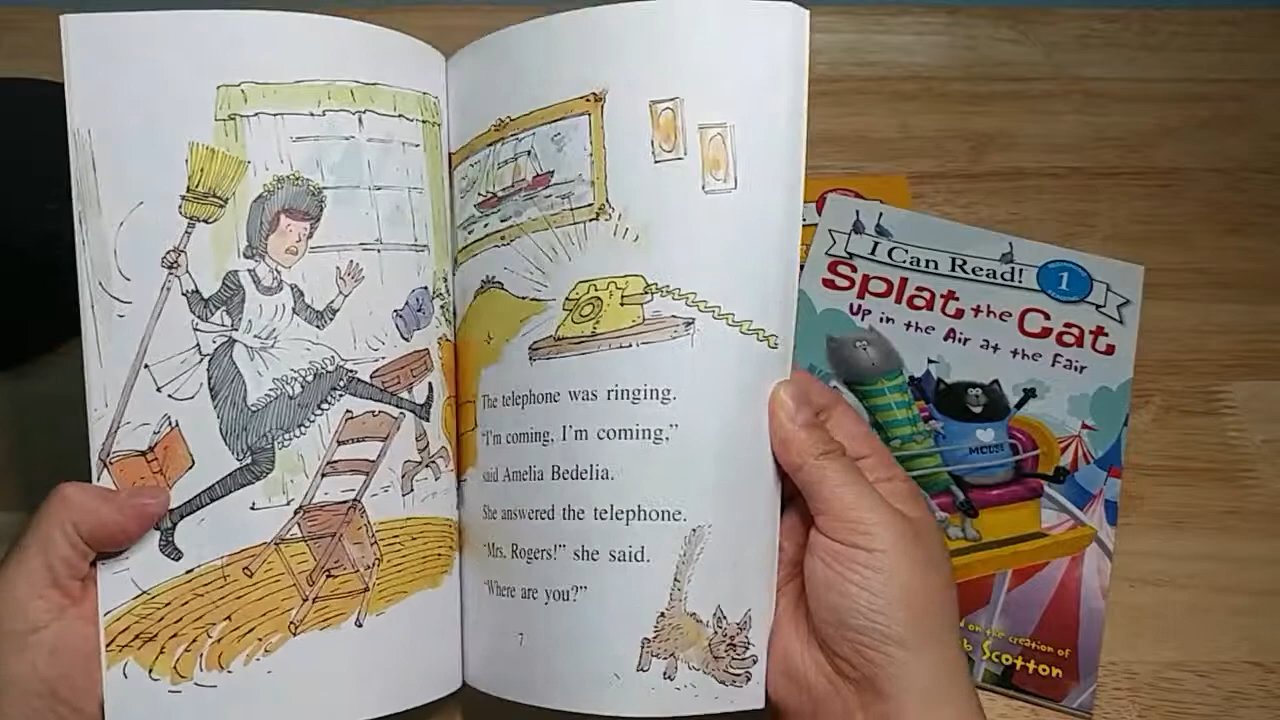 The telephone was ringing.
“I’m coming, I’m coming,”
said Amelia Bedelia.
She answered the telephone.
“Mrs. Rogers!” she said.
“Where are you?”
7
I Can Read!
1
Splat the Cat
Up in the Air at the Fair
MOUSE
on the creation of
b Scotton